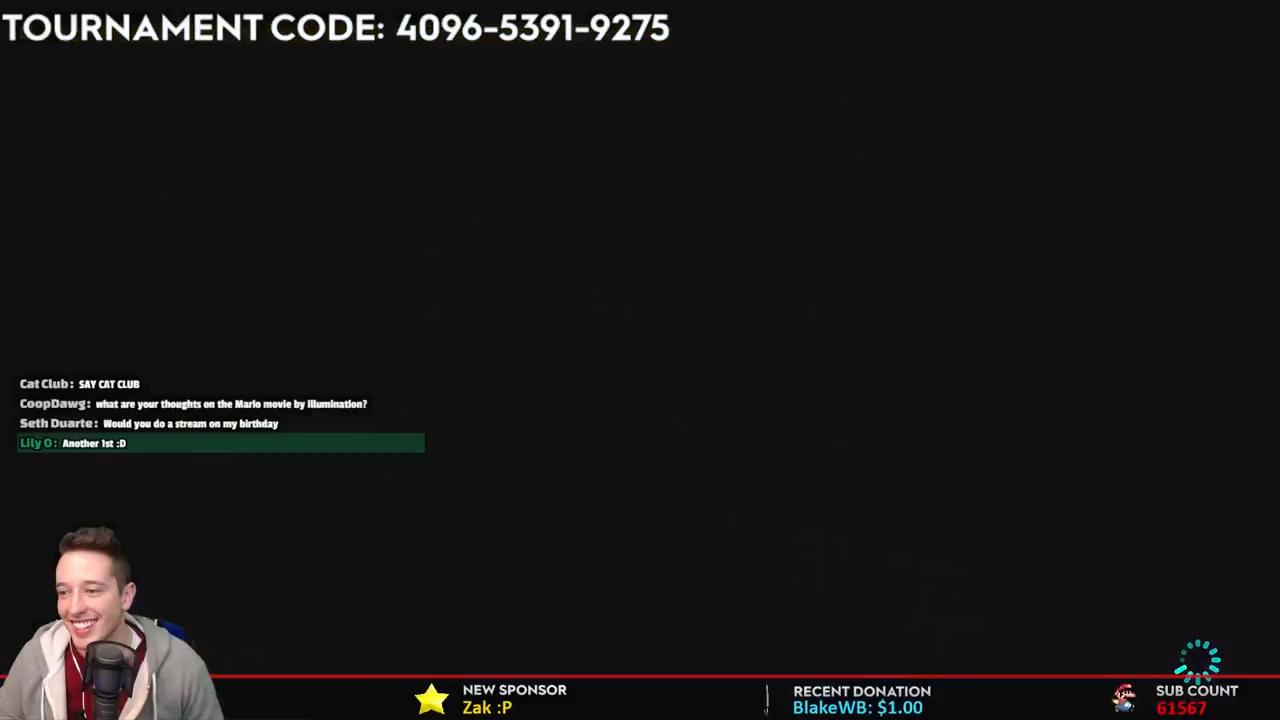 TOURNAMENT CODE: 4096-5391-9275
Cat Club: SAY CAT CLUB
CoopDawg: what are your thoughts on the Mario movie by Illumination?
Seth Duarte: Would you do a stream on my birthday
Lily O: Another 1st :D
NEW SPONSOR
Zak :P
RECENT DONATION
BlakeWB: $1.00
SUB COUNT
61567